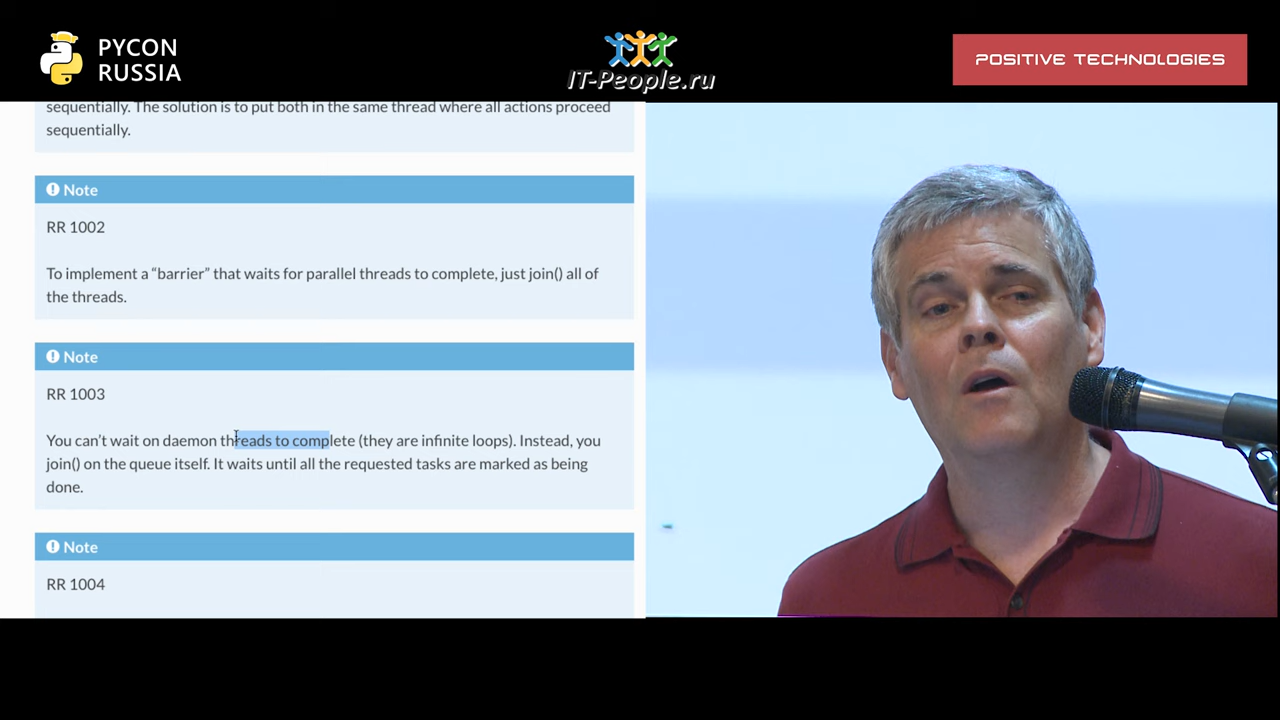 PYCON
RUSSIA
IT-People.ru
POSITIVE TECHNOLOGIES
sequentially. The solution is to put both in the same thread where all actions proceed
sequentially.
Note
RR 1002
To implement a “barrier” that waits for parallel threads to complete, just join() all of
the threads.
Note
RR 1003
You can’t wait on daemon threads to complete (they are infinite loops). Instead, you
join() on the queue itself. It waits until all the requested tasks are marked as being
done.
Note
RR 1004